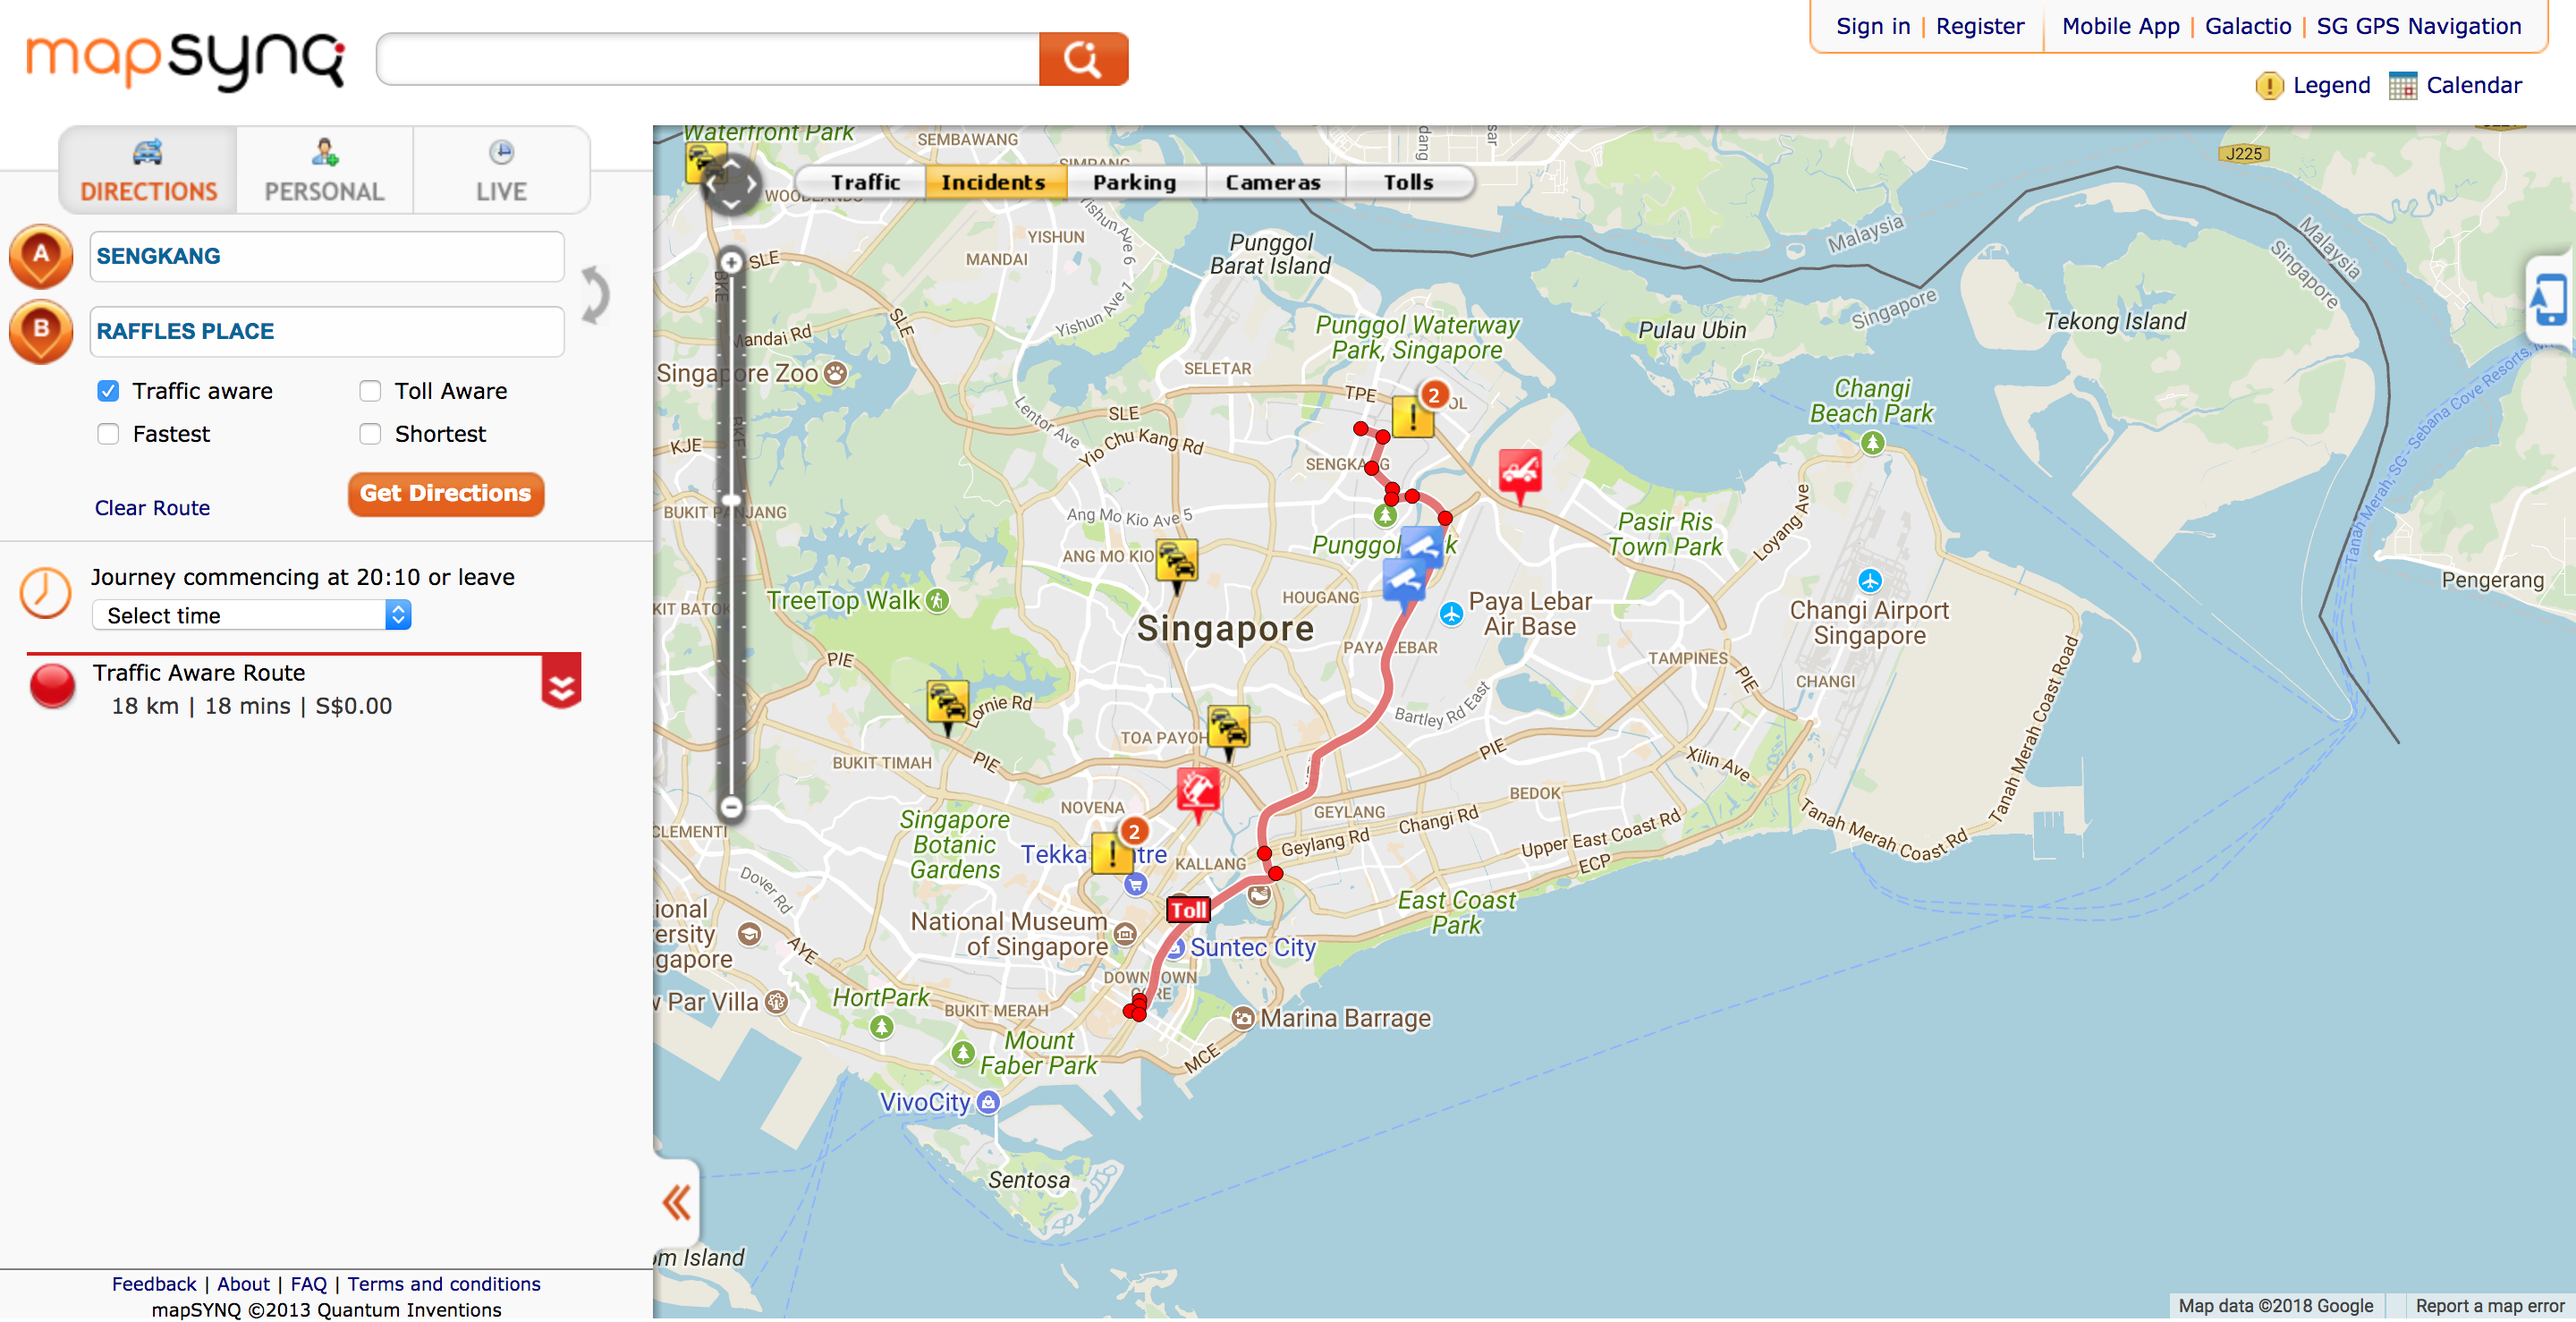 mapsynq
Sign in | Register
Mobile App | Galactio | SG GPS Navigation
Legend
Calendar
DIRECTIONS
PERSONAL
LIVE
A
SENGKANG
B
RAFFLES PLACE
Traffic aware
Toll Aware
Fastest
Shortest
Clear Route
Get Directions
Journey commencing at 20:10 or leave
Select time
Traffic Aware Route
18 km | 18 mins | S$0.00
Feedback | About | FAQ | Terms and conditions
mapSYNQ ©2013 Quantum Inventions
Traffic
Incidents
Parking
Cameras
Tolls
Waterfront Park
SEMBAWANG
SIMPANG
WOODLANDS
J225
YISHUN
Yishun Ave 6
MANDAI
SLE
BKE
Yishun Ave 1
Mandai Rd
SLE
Punggol
Barat Island
Malaysia
Singapore
Malaysia
Singapore
Tekong Island
Pulau Ubin
Punggol Waterway
Park, Singapore
Singapore Zoo
SELETAR
TPE
2
OL
Changi
Beach Park
SLE
Lentor Ave
Yio Chu Kang Rd
KJE
BKE
SENGKANG
BUKIT PANJANG
Ang Mo Kio Ave 5
ANG MO KIO
Punggol Park
Pasir Ris
Town Park
Loyang Ave
Tanah Merah, SG - Sebana Cove Resorts, M
Pengerang
KIT BATOK
TreeTop Walk
HOUGANG
Paya Lebar
Air Base
Changi Airport
Singapore
Singapore
PAYA LEBAR
TAMPINES
PIE
CHANGI
PIE
Lornie Rd
Bartley Rd East
TOA PAYOH
PIE
BUKIT TIMAH
PIE
Xilin Ave
Tanah Merah Coast Road
NOVENA
GEYLANG
BEDOK
Changi Rd
Geylang Rd
Upper East Coast Rd
ECP
Tanah Merah Coast Rd
CLEMENTI
Singapore
Botanic
Gardens
2
Tekka
tre
KALLANG
Dover Rd
East Coast
Park
Toll
ional
ersity
gapore
AYE
National Museum
of Singapore
Suntec City
DOWNTOWN
CORE
Par Villa
HortPark
BUKIT MERAH
Marina Barrage
Mount
Faber Park
MCE
VivoCity
Sentosa
om Island
Map data ©2018 Google
Report a map error